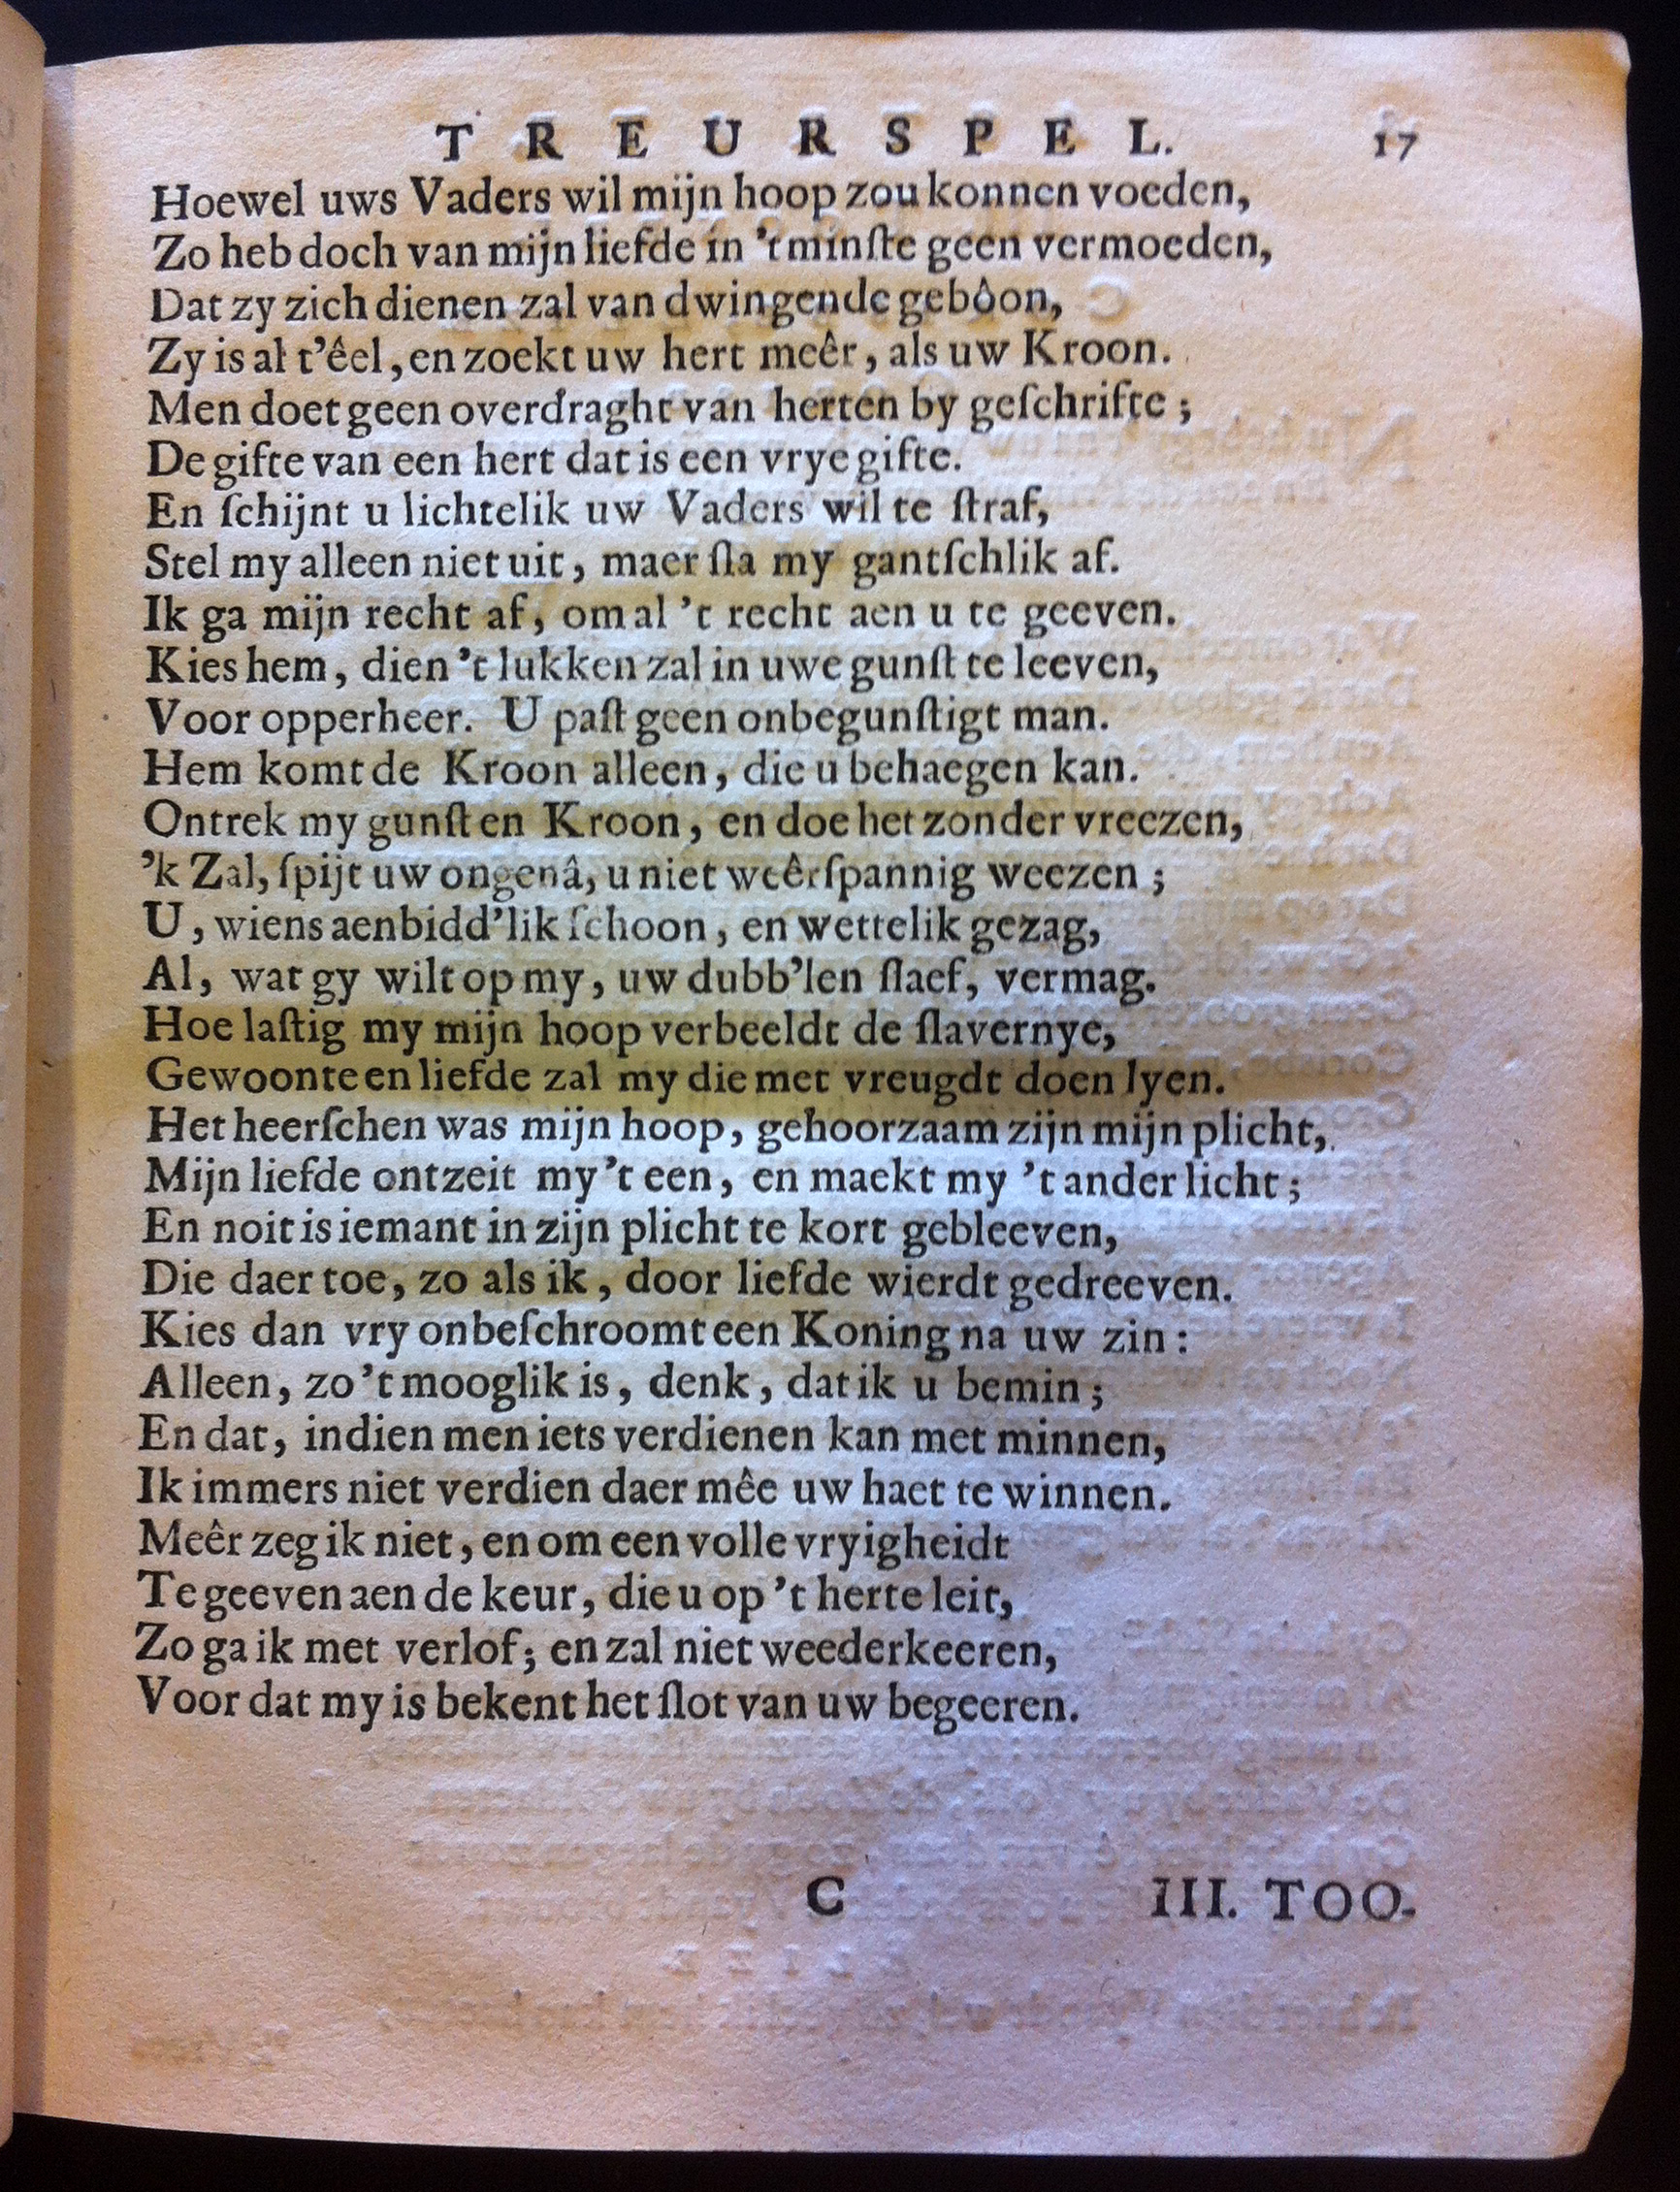 TREURSPEL. 17
Hoewel uws Vaders wil mijn hoop zou konnen voeden,
Zo heb doch van mijn liefde in 't minſte geen vermoeden,
Dat zy zich dienen zal van dwingende gebôon,
Zy is al t'êel, en zoekt uw hert meêr, als uw Kroon.
Men doet geen overdraght van herten by geſchrifte;
De gifte van een hert dat is een vrye gifte.
En ſchijnt u lichtelik uw Vaders wil te ſtraf,
Stel my alleen niet uit, maer ſla my gantſchlik af.
Ik ga mijn recht af, om al 't recht aen u te geeven.
Kies hem, dien 't lukken zal in uwe gunſt te leeven,
Voor opperheer. U paſt geen onbegunſtigt man.
Hem komt de Kroon alleen, die u behaegen kan.
Ontrek my gunſt en Kroon, en doe het zonder vreezen,
'k Zal, ſpijt uw ongenâ, u niet weêrſpannig weezen;
U, wiens aenbidd'lik ſchoon, en wettelik gezag,
Al, wat gy wilt op my, uw dubb'len ſlaef, vermag.
Hoe laſtig my mijn hoop verbeeldt de ſlavernye,
Gewoonte en liefde zal my die met vreugdt doen lyen.
Het heerſchen was mijn hoop, gehoorzaam zijn mijn plicht,
Mijn liefde ontzeit my 't een, en maekt my 't ander licht;
En noit is iemant in zijn plicht te kort gebleeven,
Die daer toe, zo als ik, door liefde wierdt gedreeven.
Kies dan vry onbeſchroomt een Koning na uw zin:
Alleen, zo 't mooglik is, denk, dat ik u bemin;
En dat, indien men iets verdienen kan met minnen,
Ik immers niet verdien daer mêe uw haet te winnen.
Meêr zeg ik niet, en om een volle vryigheidt
Te geeven aen de keur, die u op 't herte leit,
Zo ga ik met verlof; en zal niet weederkeeren,
Voor dat my is bekent het ſlot van uw begeeren.
C III. TOO-